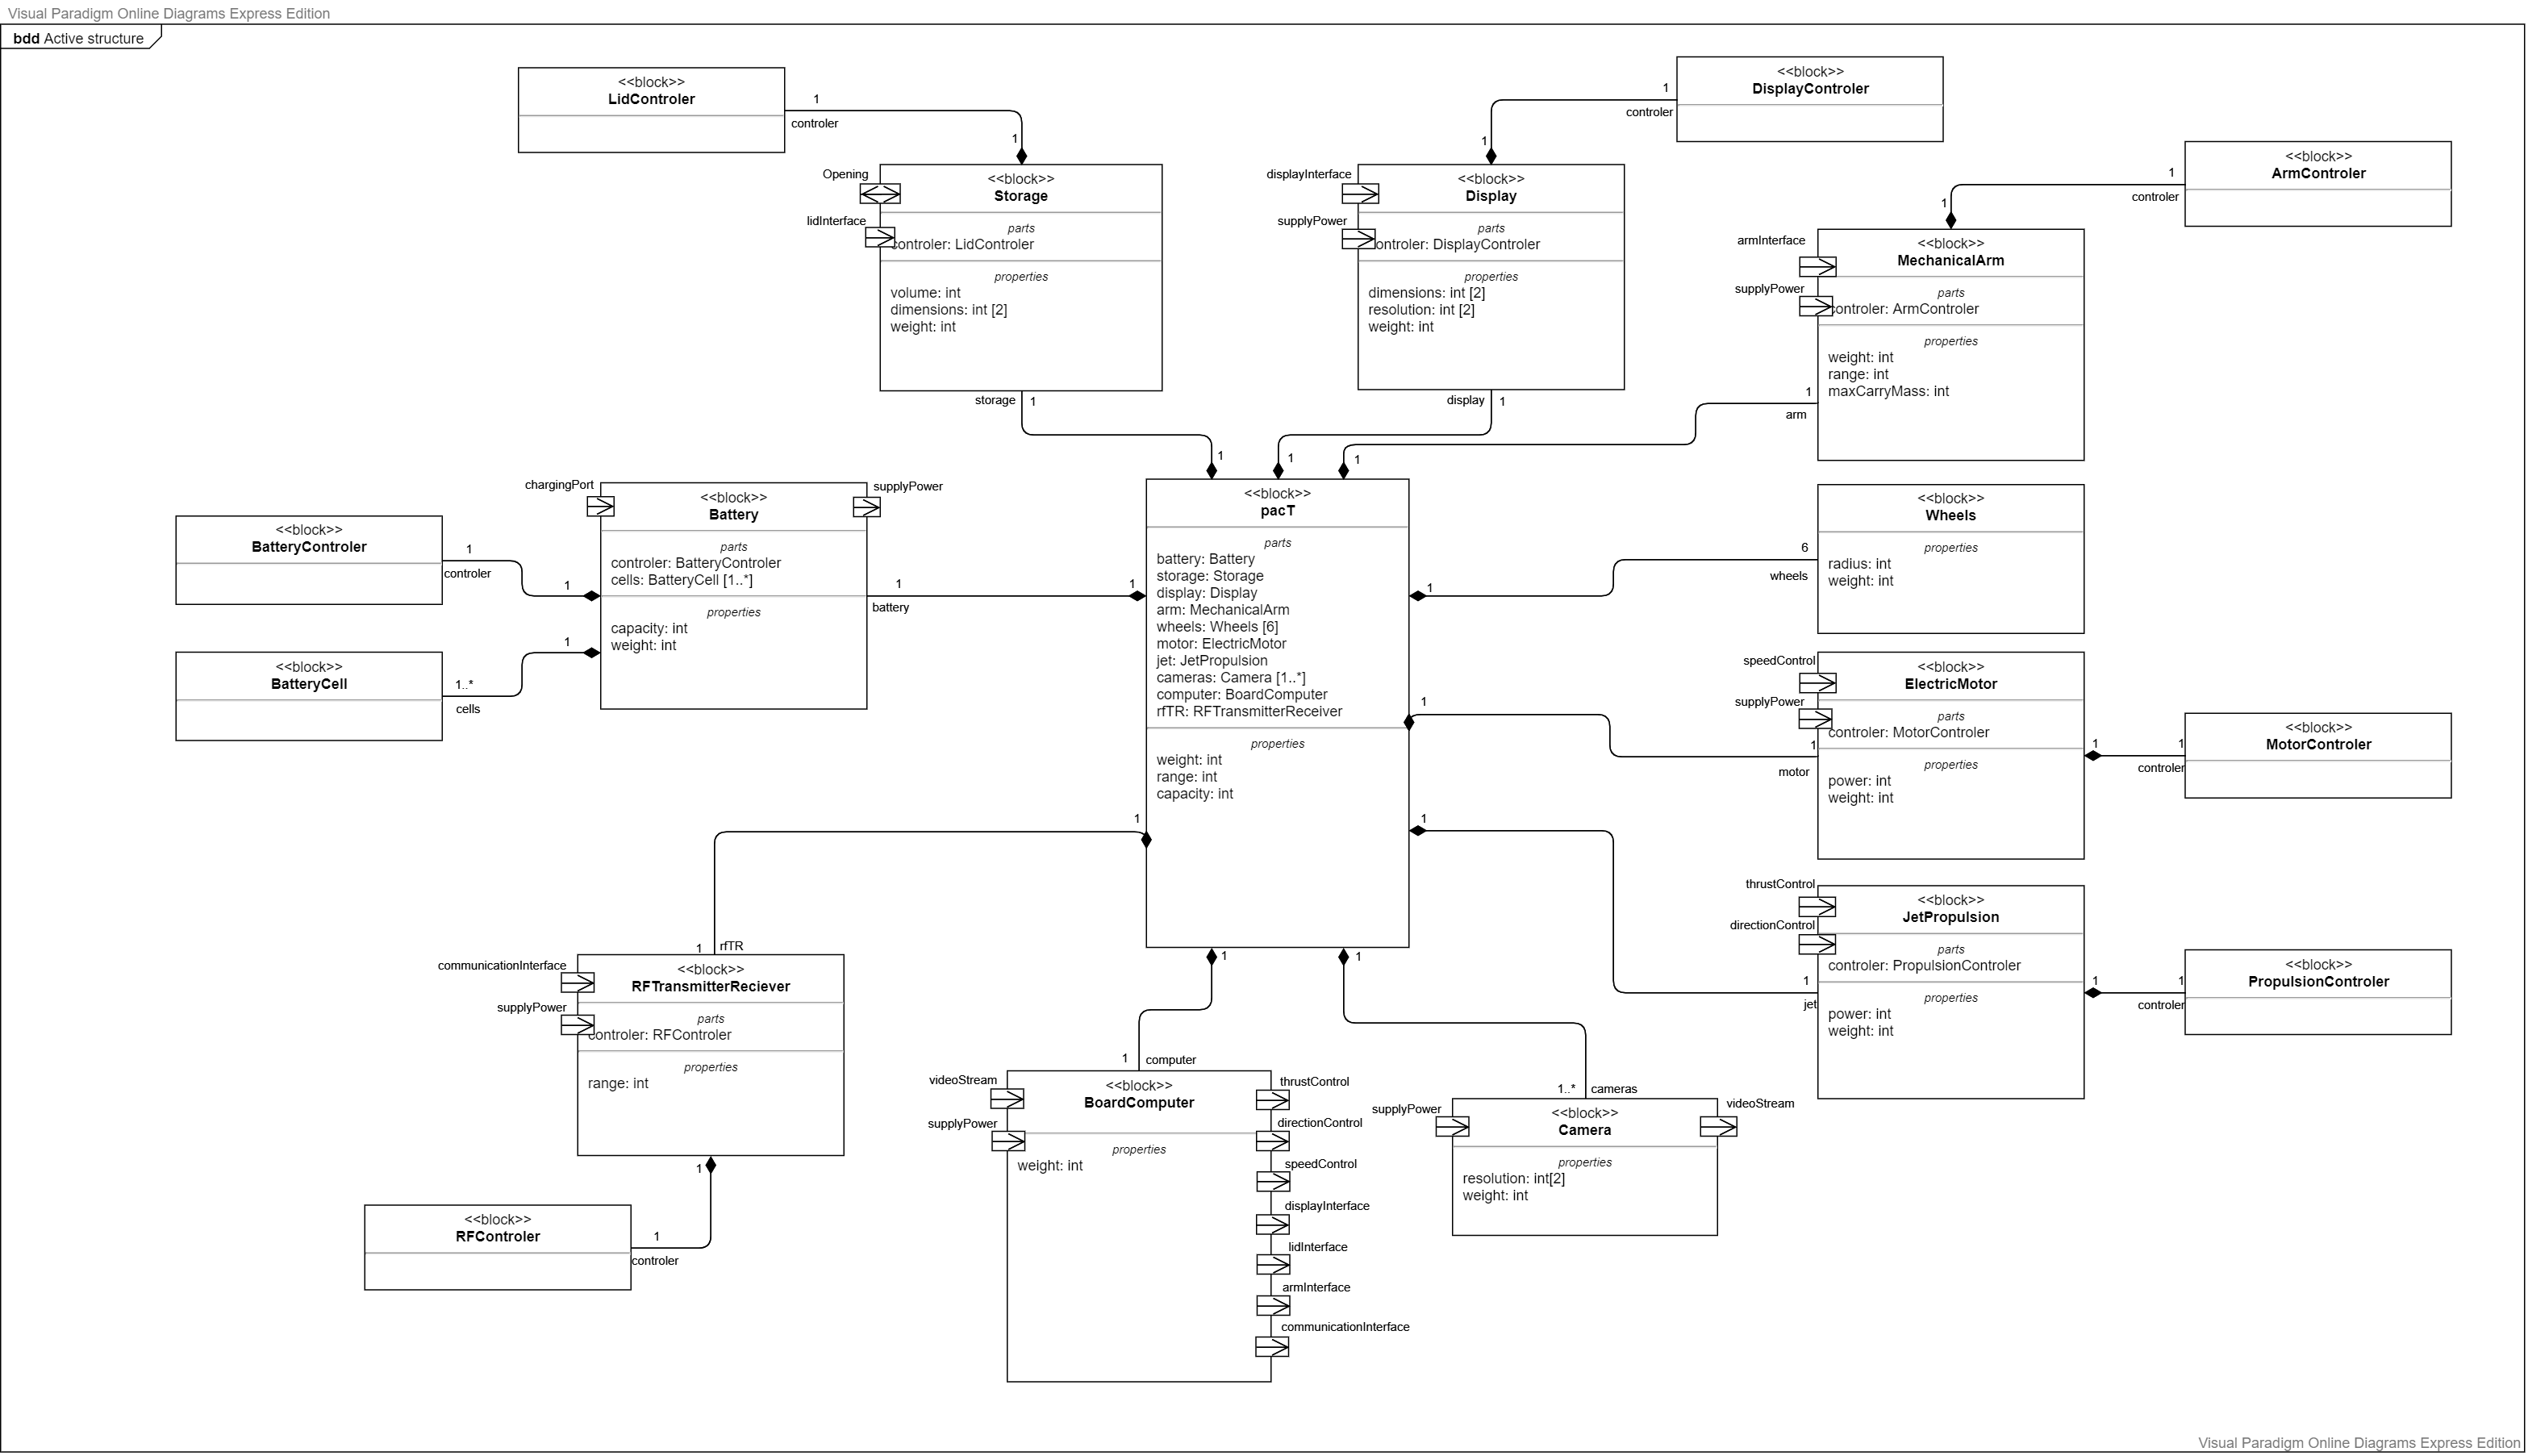 Visual Paradigm Online Diagrams Express Edition
bdd Active structure
<<block>>
LidControler
1
controler
1
<<block>>
DisplayControler
1
controler
1
<<block>>
ArmControler
1
controler
1
Opening
lidInterface
<<block>>
Storage
parts
controler: LidControler
properties
volume: int
dimensions: int [2]
weight: int
storage
1
1
displayInterface
supplyPower
<<block>>
Display
parts
ontroler: DisplayControler
properties
dimensions: int [2]
resolution: int [2]
weight: int
display
1
1
armInterface
supplyPower
<<block>>
MechanicalArm
parts
controler: ArmControler
properties
weight: int
range: int
maxCarryMass: int
1
arm
1
<<block>>
BatteryControler
1
controler
1
<<block>>
BatteryCell
1..*
cells
1
chargingPort
supplyPower
<<block>>
Battery
parts
controler: BatteryControler
cells: BatteryCell [1..*]
properties
capacity: int
weight: int
1
battery
1
<<block>>
pacT
parts
battery: Battery
storage: Storage
display: Display
arm: MechanicalArm
wheels: Wheels [6]
motor: ElectricMotor
jet: JetPropulsion
cameras: Camera [1..*]
computer: BoardComputer
rfTR: RFTransmitterReceiver
properties
weight: int
range: int
capacity: int
<<block>>
Wheels
properties
radius: int
weight: int
6
wheels
1
speedControl
supplyPower
<<block>>
ElectricMotor
parts
controler: MotorControler
properties
power: int
weight: int
1
1
motor
1
1
controler
<<block>>
MotorControler
thrustControl
directionControl
<<block>>
JetPropulsion
parts
controler: PropulsionControler
properties
power: int
weight: int
1
1
jet
1
1
controler
<<block>>
PropulsionControler
1
1
rfTR
communicationInterface
supplyPower
<<block>>
RFTransmitterReciever
parts
controler: RFControler
properties
range: int
1
<<block>>
RFControler
1
controler
1
1
computer
videoStream
supplyPower
<<block>>
BoardComputer
properties
weight: int
thrustControl
directionControl
speedControl
displayInterface
lidInterface
armInterface
communicationInterface
1
1..*
cameras
supplyPower
videoStream
<<block>>
Camera
properties
resolution: int[2]
weight: int
Visual Paradigm Online Diagrams Express Edition